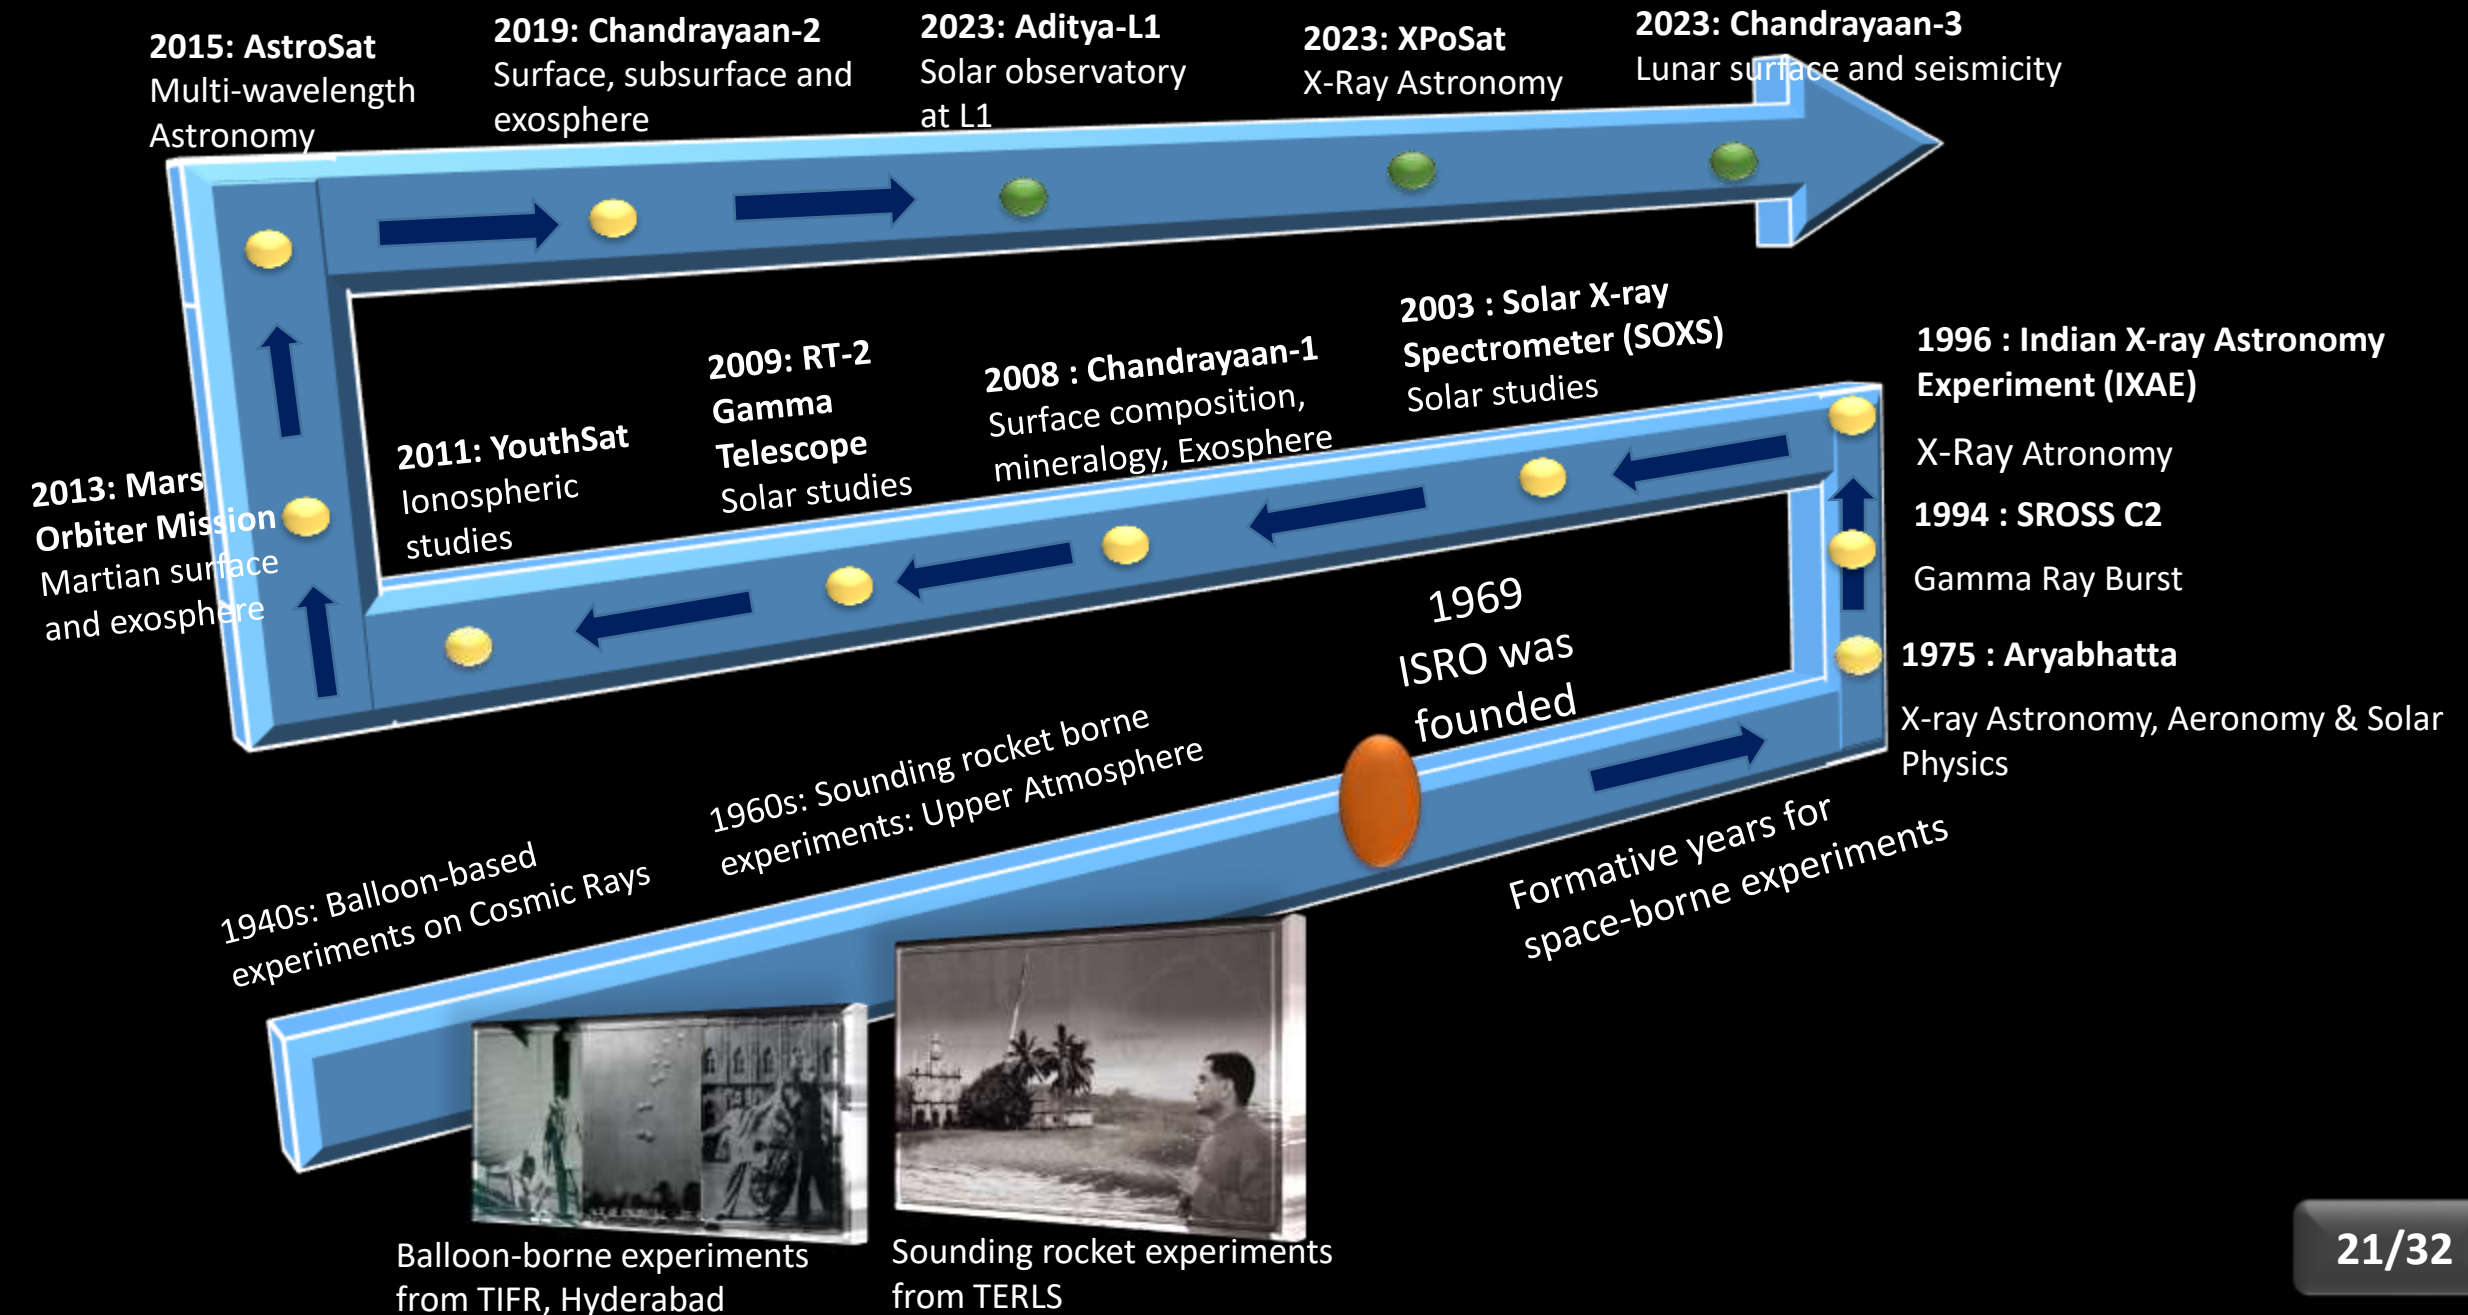 2015: AstroSat
Multi-wavelength
Astronomy
2019: Chandrayaan-2
Surface, subsurface and
exosphere
2023: Aditya-L1
Solar observatory
at L1
2023: XPoSat
X-Ray Astronomy
2023: Chandrayaan-3
Lunar surface and seismicity
2013: Mars
Orbiter Mission
Martian surface
and exosphere
2011: YouthSat
Ionospheric
studies
2009: RT-2
Gamma
Telescope
Solar studies
2008 : Chandrayaan-1
Surface composition,
mineralogy, Exosphere
2003 : Solar X-ray
Spectrometer (SOXS)
Solar studies
1996 : Indian X-ray Astronomy
Experiment (IXAE)
X-Ray Atronomy
1994 : SROSS C2
Gamma Ray Burst
1975 : Aryabhatta
X-ray Astronomy, Aeronomy & Solar
Physics
1969
ISRO was
founded
1940s: Balloon-based
experiments on Cosmic Rays
1960s: Sounding rocket borne
experiments: Upper Atmosphere
Formative years for
space-borne experiments
Balloon-borne experiments
from TIFR, Hyderabad
Sounding rocket experiments
from TERLS
21/32